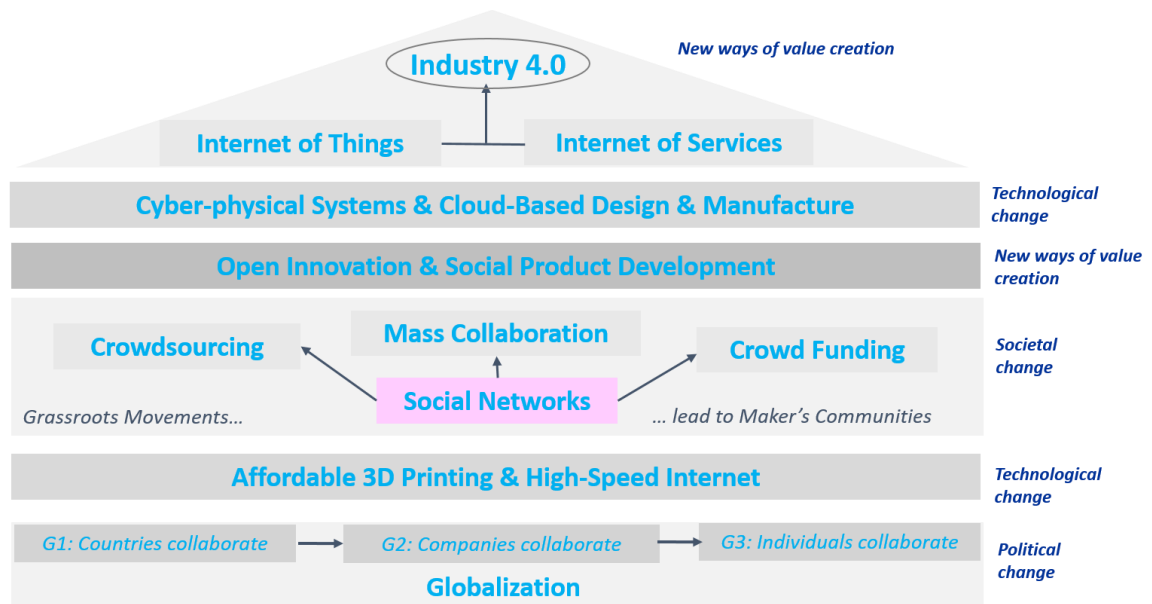 New ways of value creation
Industry 4.0
Internet of Things
Internet of Services
Cyber-physical Systems & Cloud-Based Design & Manufacture
Technological
change
Open Innovation & Social Product Development
New ways of value
creation
Crowdsourcing
Mass Collaboration
Crowd Funding
Social Networks
Grassroots Movements…
… lead to Maker’s Communities
Societal
change
Affordable 3D Printing & High-Speed Internet
Technological
change
G1: Countries collaborate
G2: Companies collaborate
G3: Individuals collaborate
Globalization
Political
change